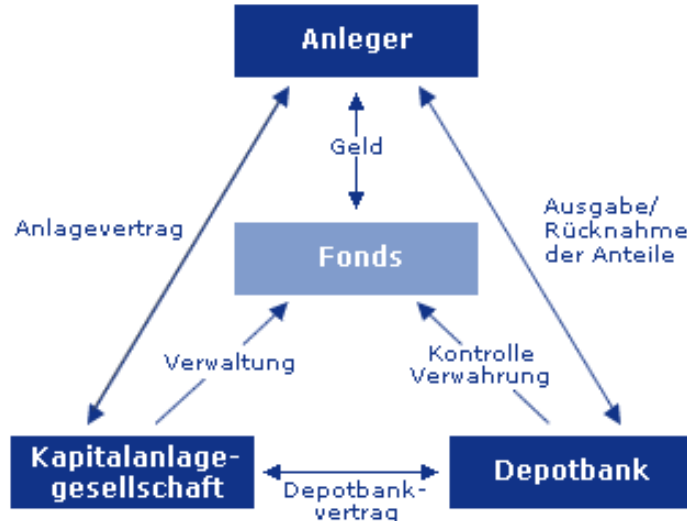 Anleger
Geld
Anlagevertrag
Ausgabe/
Rücknahme
der Anteile
Fonds
Verwaltung
Kontrolle
Verwahrung
Kapitalanlage-
gesellschaft
Depotbank-
vertrag
Depotbank